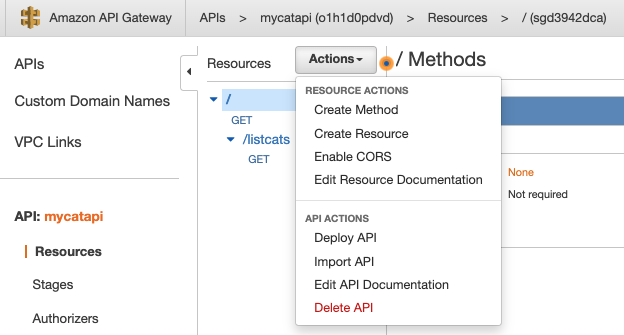 Amazon API Gateway APIs > mycatapi (o1h1d0pdvd) > Resources > / (sgd3942dca)
APIs
Custom Domain Names
VPC Links
API: mycatapi
Resources
Stages
Authorizers
Resources
Actions
/ Methods
/
GET
/listcats
GET
RESOURCE ACTIONS
Create Method
Create Resource
Enable CORS
Edit Resource Documentation
API ACTIONS
Deploy API
Import API
Edit API Documentation
Delete API
None
Not required